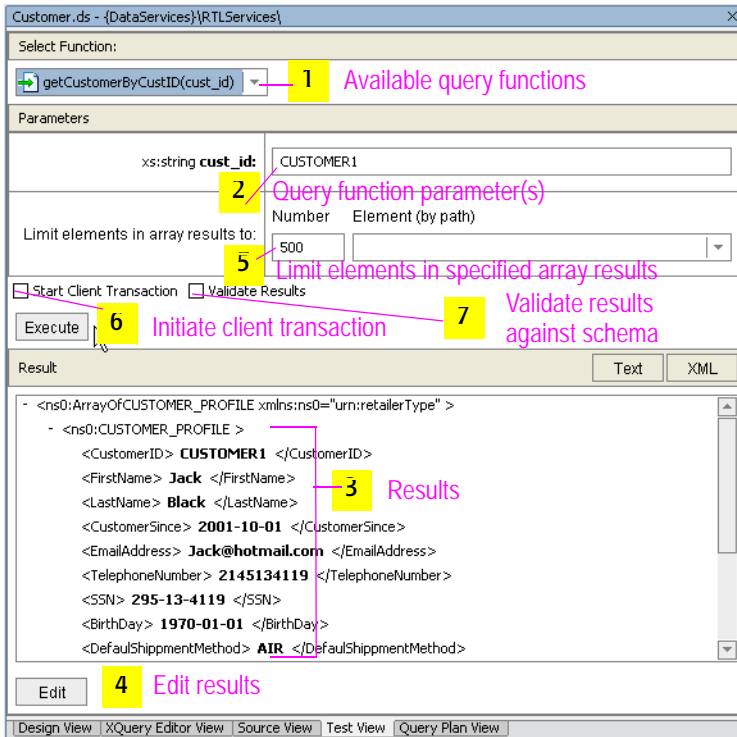 Customer.ds - {DataServices}\RTLServices\
Select Function:
getCustomerByCustID(cust_id)
1 Available query functions
Parameters
xs:string cust_id: CUSTOMER1
2 Query function parameter(s)
Number Element (by path)
Limit elements in array results to: 500
5 Limit elements in specified array results
Start Client Transaction Validate Results
Execute
6 Initiate client transaction
7 Validate results
against schema
Result Text XML
- <ns0:ArrayOfCUSTOMER_PROFILE xmlns:ns0="urn:retailerType" >
- <ns0:CUSTOMER_PROFILE >
<CustomerID> CUSTOMER1 </CustomerID>
<FirstName> Jack </FirstName>
<LastName> Black </LastName>
<CustomerSince> 2001-10-01 </CustomerSince>
<EmailAddress> Jack@hotmail.com </EmailAddress>
<TelephoneNumber> 2145134119 </TelephoneNumber>
<SSN> 295-13-4119 </SSN>
<BirthDay> 1970-01-01 </BirthDay>
<DefaulShippmentMethod> AIR </DefaulShippmentMethod>
3 Results
Edit
4 Edit results
Design View XQuery Editor View Source View Test View Query Plan View